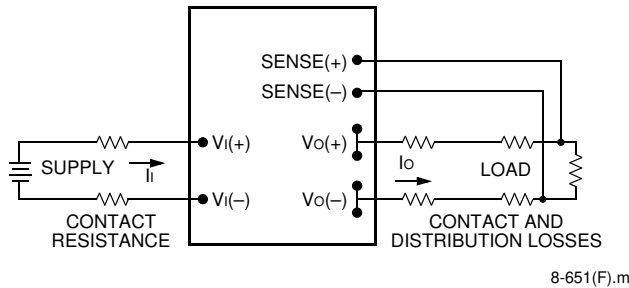 SENSE(+)
SENSE(–)
VI(+)
VO(+)
IO
SUPPLY
II
LOAD
VI(–)
VO(–)
CONTACT
RESISTANCE
CONTACT AND
DISTRIBUTION LOSSES
8-651(F).m